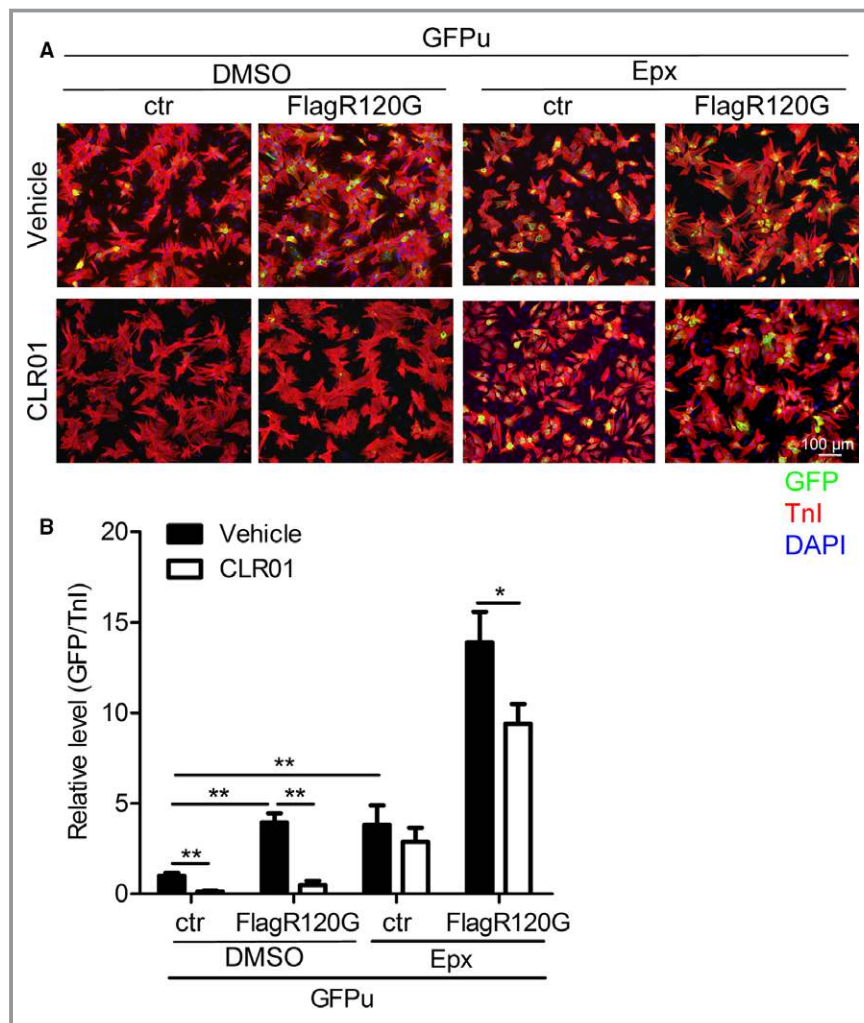 A
GFPu
DMSO Epx
ctr FlagR120G ctr FlagR120G
Vehicle
CLR01
100 µm
GFP
TnI
DAPI
B
Vehicle
CLR01
Relative level (GFP/TnI)
20
15
10
5
0
*
**
** **
**
ctr FlagR120G ctr FlagR120G
DMSO Epx
GFPu